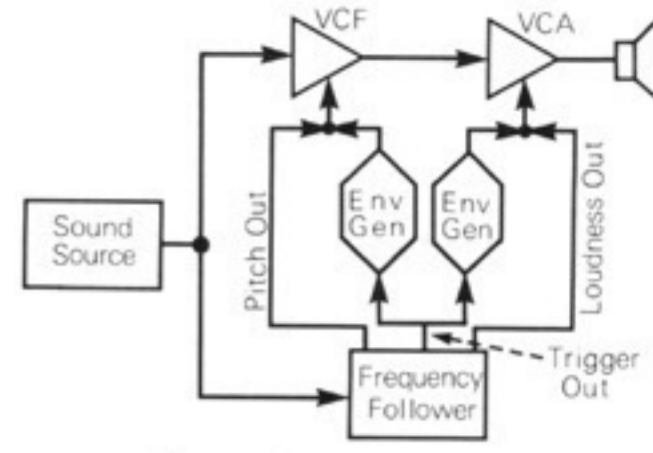 VCF
VCA
Sound
Source
Pitch Out
Env
Gen
Env
Gen
Loudness Out
Trigger
Out
Frequency
Follower